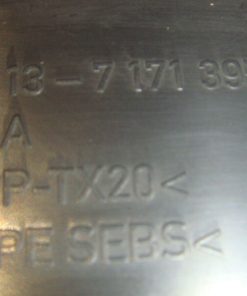 13-7 171 39
A
P-TX20<
PE SEBS<